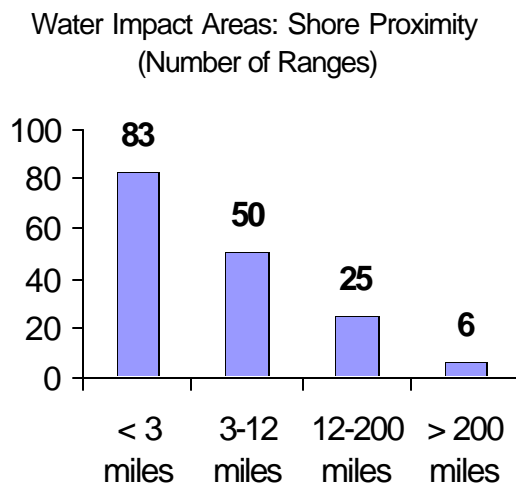 Water Impact Areas: Shore Proximity
(Number of Ranges)
100
80
60
40
20
0
83
50
25
6
< 3
miles
3-12
miles
12-200
miles
> 200
miles